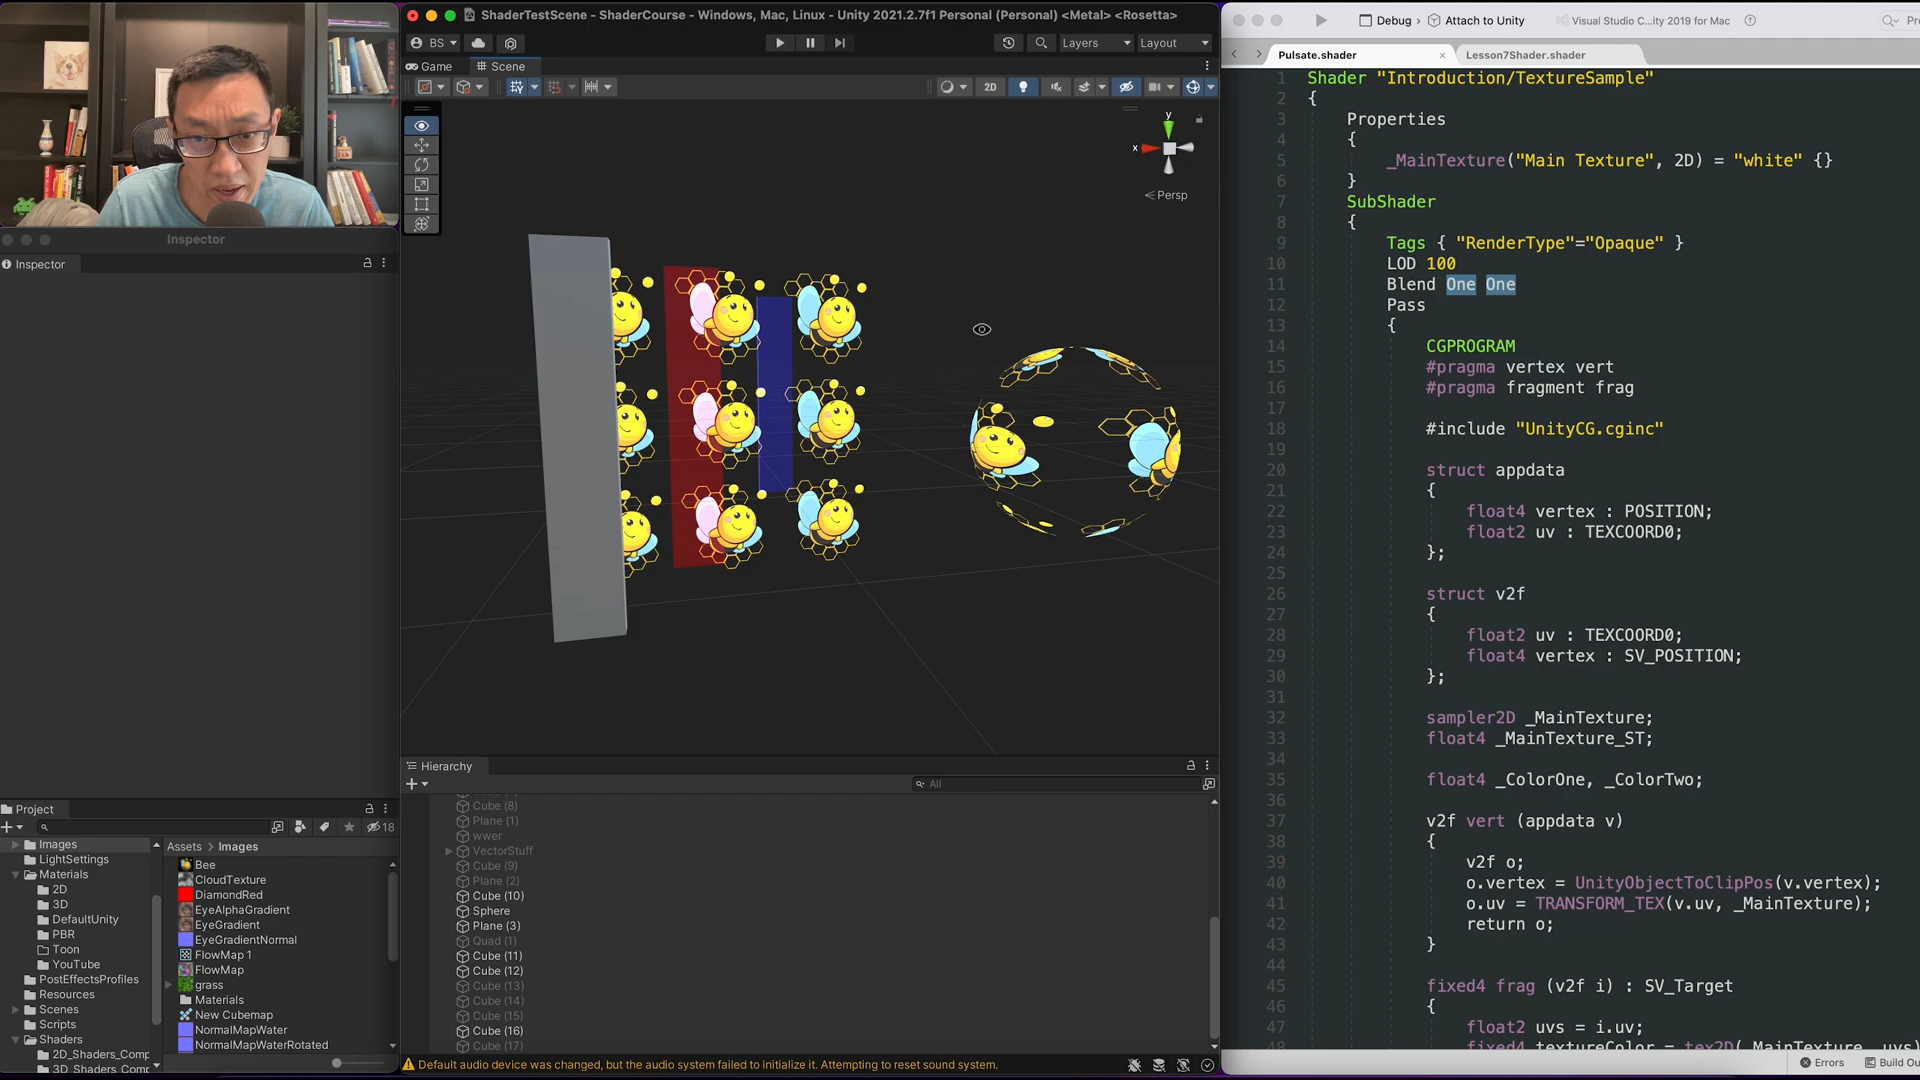 ShaderTestScene - ShaderCourse - Windows, Mac, Linux - Unity 2021.2.7f1 Personal (Personal) <Metal> <Rosetta>
BS
Layers
Layout
Game
Scene
2D
y
x
Persp
Inspector
Inspector
Hierarchy
All
Cube (8)
Plane (1)
wwer
VectorStuff
Cube (9)
Plane (2)
Cube (10)
Sphere
Plane (3)
Quad (1)
Cube (11)
Cube (12)
Cube (13)
Cube (14)
Cube (15)
Cube (16)
Cube (17)
Default audio device was changed, but the audio system failed to initialize it. Attempting to reset sound system.
Project
18
Images
LightSettings
Materials
2D
3D
DefaultUnity
PBR
Toon
YouTube
PostEffectsProfiles
Resources
Scenes
Scripts
Shaders
2D_Shaders_Comp
3D_Shaders_Comp
Assets
Images
Bee
CloudTexture
DiamondRed
EyeAlphaGradient
EyeGradient
EyeGradientNormal
FlowMap 1
FlowMap
grass
Materials
New Cubemap
NormalMapWater
NormalMapWaterRotated
Debug
Attach to Unity
Visual Studio C...ity 2019 for Mac
Pre
Pulsate.shader
Lesson7Shader.shader
1 Shader "Introduction/TextureSample"
2 {
3 Properties
4 {
5 _MainTexture("Main Texture", 2D) = "white" {}
6 }
7 SubShader
8 {
9 Tags { "RenderType"="Opaque" }
10 LOD 100
11 Blend One One
12 Pass
13 {
14 CGPROGRAM
15 #pragma vertex vert
16 #pragma fragment frag
17
18 #include "UnityCG.cginc"
19
20 struct appdata
21 {
22 float4 vertex : POSITION;
23 float2 uv : TEXCOORD0;
24 };
25
26 struct v2f
27 {
28 float2 uv : TEXCOORD0;
29 float4 vertex : SV_POSITION;
30 };
31
32 sampler2D _MainTexture;
33 float4 _MainTexture_ST;
34
35 float4 _ColorOne, _ColorTwo;
36
37 v2f vert (appdata v)
38 {
39 v2f o;
40 o.vertex = UnityObjectToClipPos(v.vertex);
41 o.uv = TRANSFORM_TEX(v.uv, _MainTexture);
42 return o;
43 }
44
45 fixed4 frag (v2f i) : SV_Target
46 {
47 float2 uvs = i.uv;
48 fixed4 textureColor = tex2D(_MainTexture, uvs)
Errors
Build Ou